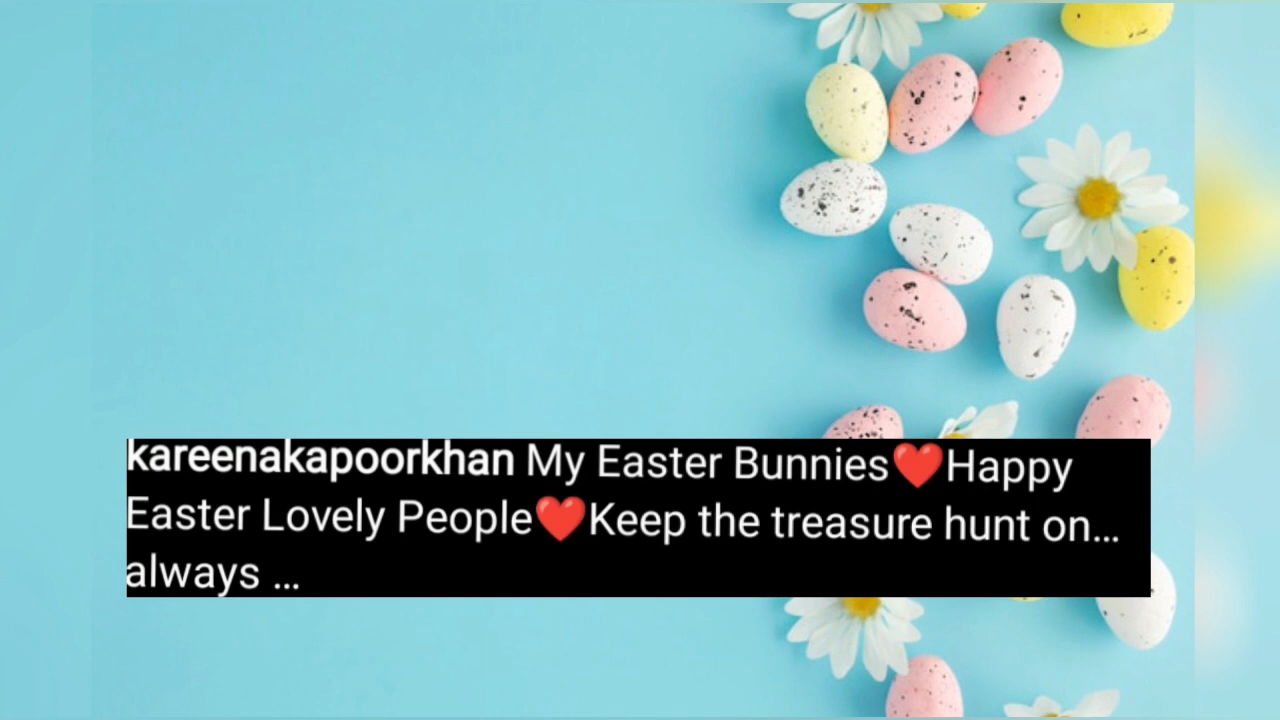 kareenakapoorkhan My Easter Bunnies❤️Happy
Easter Lovely People❤️Keep the treasure hunt on...
always ...